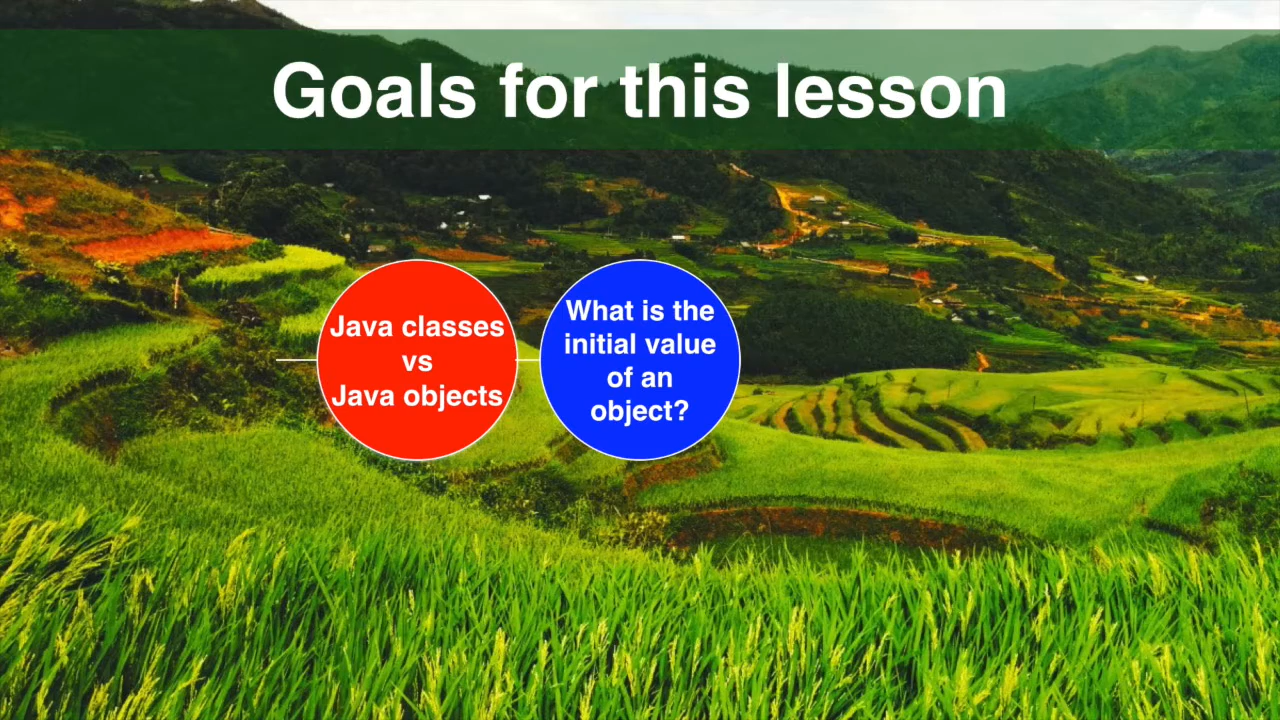 Goals for this lesson
Java classes
vs
Java objects
What is the
initial value
of an
object?